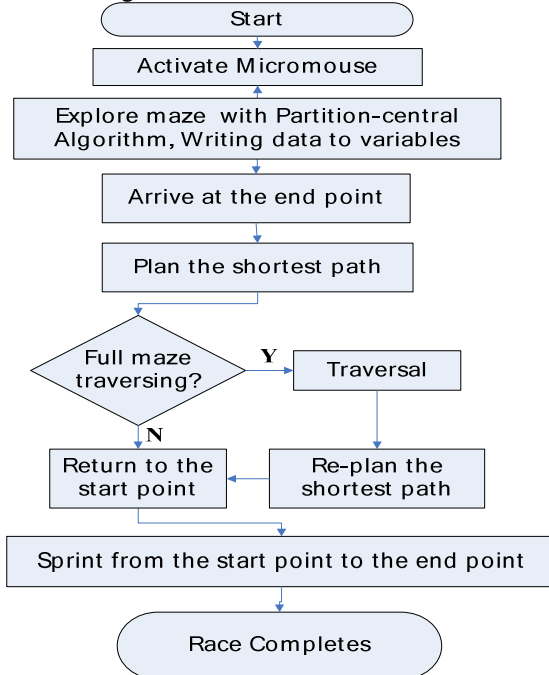 Start
Activate Micromouse
Explore maze with Partition-central
Algorithm, Writing data to variables
Arrive at the end point
Plan the shortest path
Full maze
traversing?
Y
Traversal
N
Return to the
start point
Re-plan the
shortest path
Sprint from the start point to the end point
Race Completes